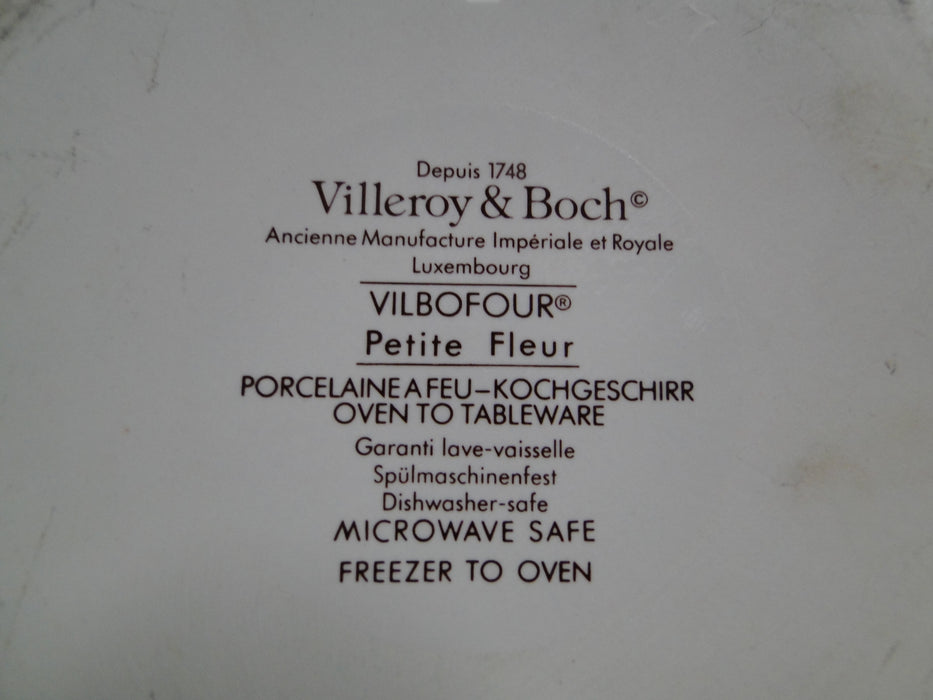 Depuis 1748
Villeroy & Boch©
Ancienne Manufacture Impériale et Royale
Luxembourg
VILBOFOUR®
Petite Fleur
PORCELAINE A FEU–KOCHGESCHIRR
OVEN TO TABLEWARE
Garanti lave-vaisselle
Spülmaschinenfest
Dishwasher-safe
MICROWAVE SAFE
FREEZER TO OVEN